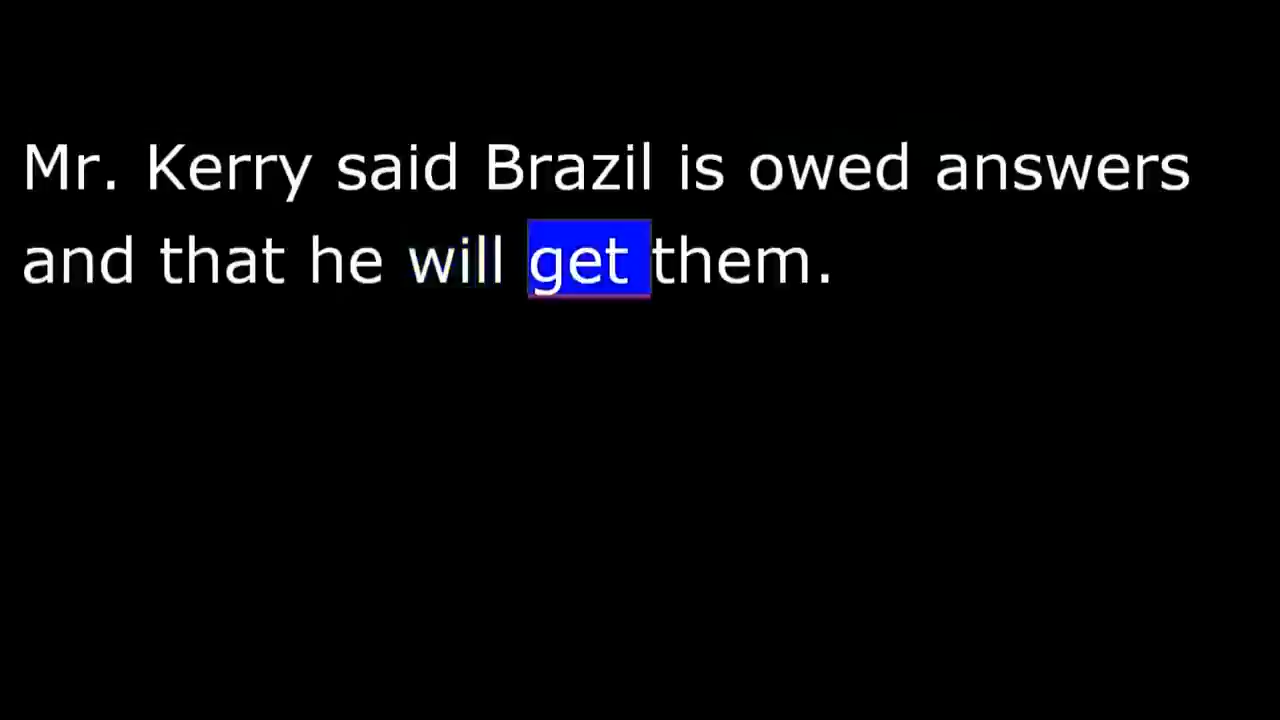 Mr. Kerry said Brazil is owed answers
and that he will get them.